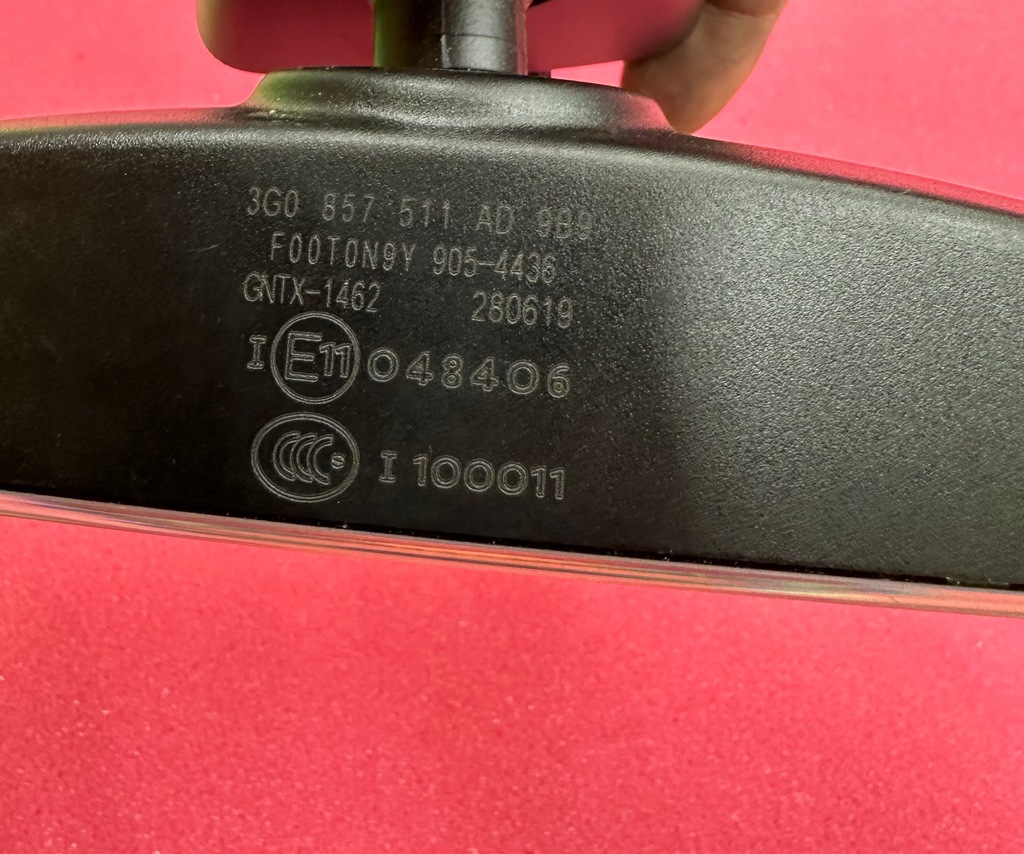 3G0 857 511 AD 9B9
F00T0N9Y 905-4436
GNTX-1462 280619
I E11 048406
CCC S I 100011